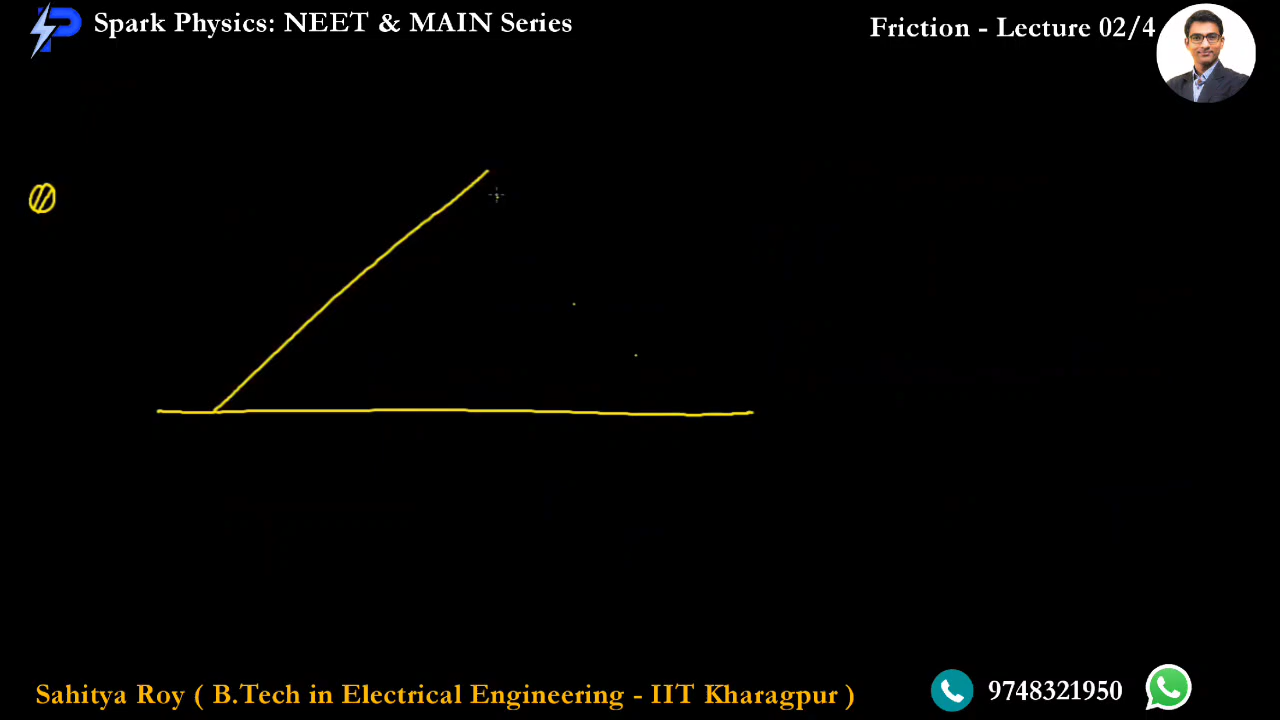 Spark Physics: NEET & MAIN Series
Friction - Lecture 02/4
Sahitya Roy ( B.Tech in Electrical Engineering - IIT Kharagpur )
9748321950